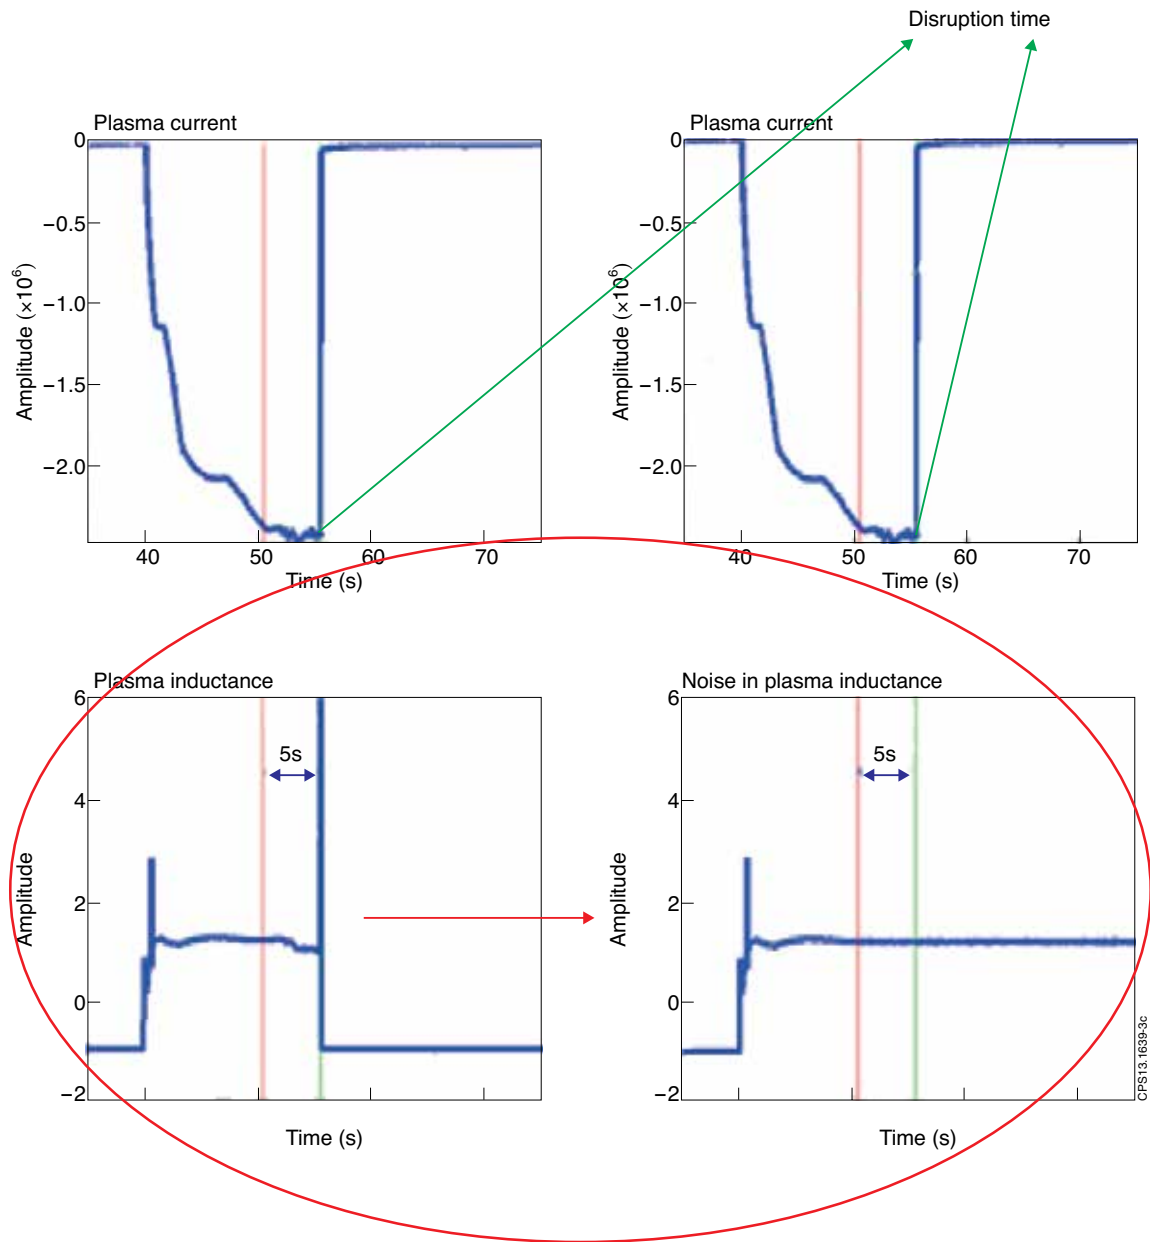 Disruption time
Plasma current
Amplitude (×10⁶)
0
−0.5
−1.0
−1.5
−2.0
40 50 60 70
Time (s)
Plasma current
Amplitude (×10⁶)
0
−0.5
−1.0
−1.5
−2.0
40 50 60 70
Time (s)
Plasma inductance
Amplitude
6
4
2
0
−2
5s
Time (s)
Noise in plasma inductance
Amplitude
6
4
2
0
−2
5s
Time (s)
CPS13.1639-3c